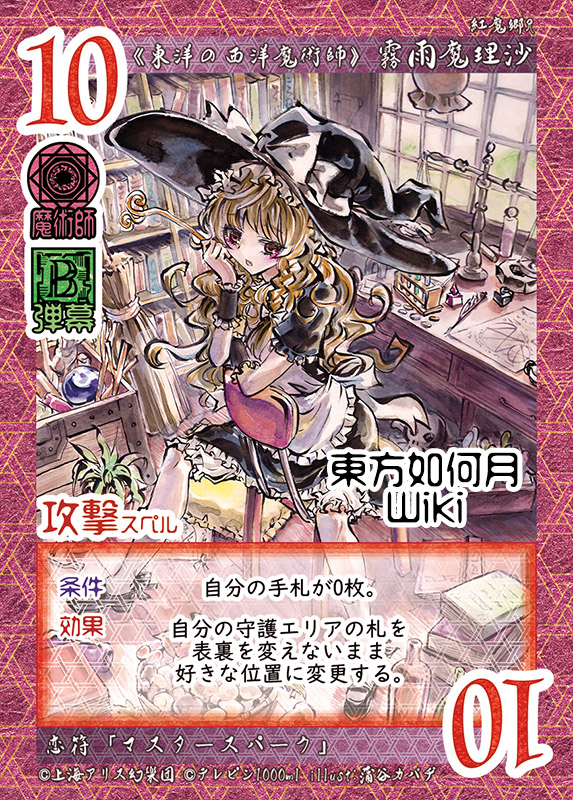 紅魔郷9
10
《東洋の西洋魔術師》 霧雨魔理沙
魔術師
B
弾幕
東方如何月
Wiki
攻撃スペル
条件 自分の手札が0枚。
効果 自分の守護エリアの札を
表裏を変えないまま
好きな位置に変更する。
10
恋符「マスタースパーク」
©上海アリス幻樂団 ©テレピン1000ml illust:蒲谷カバヂ